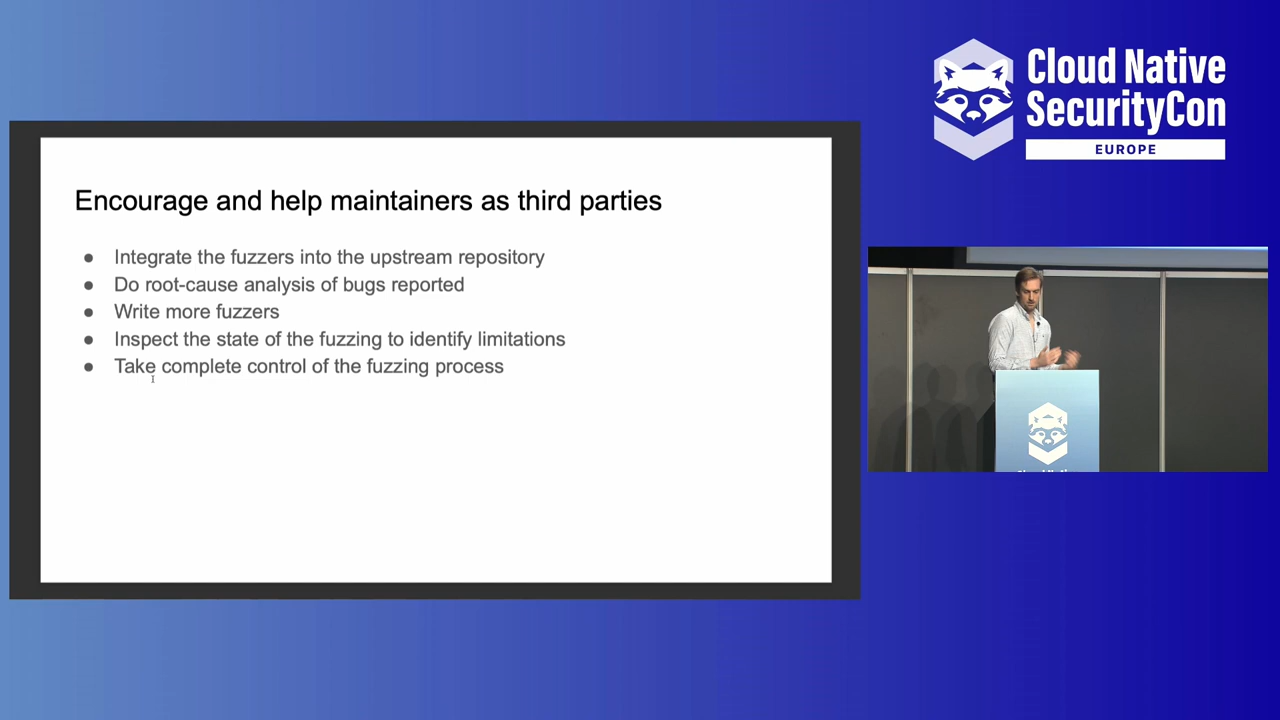 Cloud Native
SecurityCon
EUROPE
Encourage and help maintainers as third parties
● Integrate the fuzzers into the upstream repository
● Do root-cause analysis of bugs reported
● Write more fuzzers
● Inspect the state of the fuzzing to identify limitations
● Take complete control of the fuzzing process